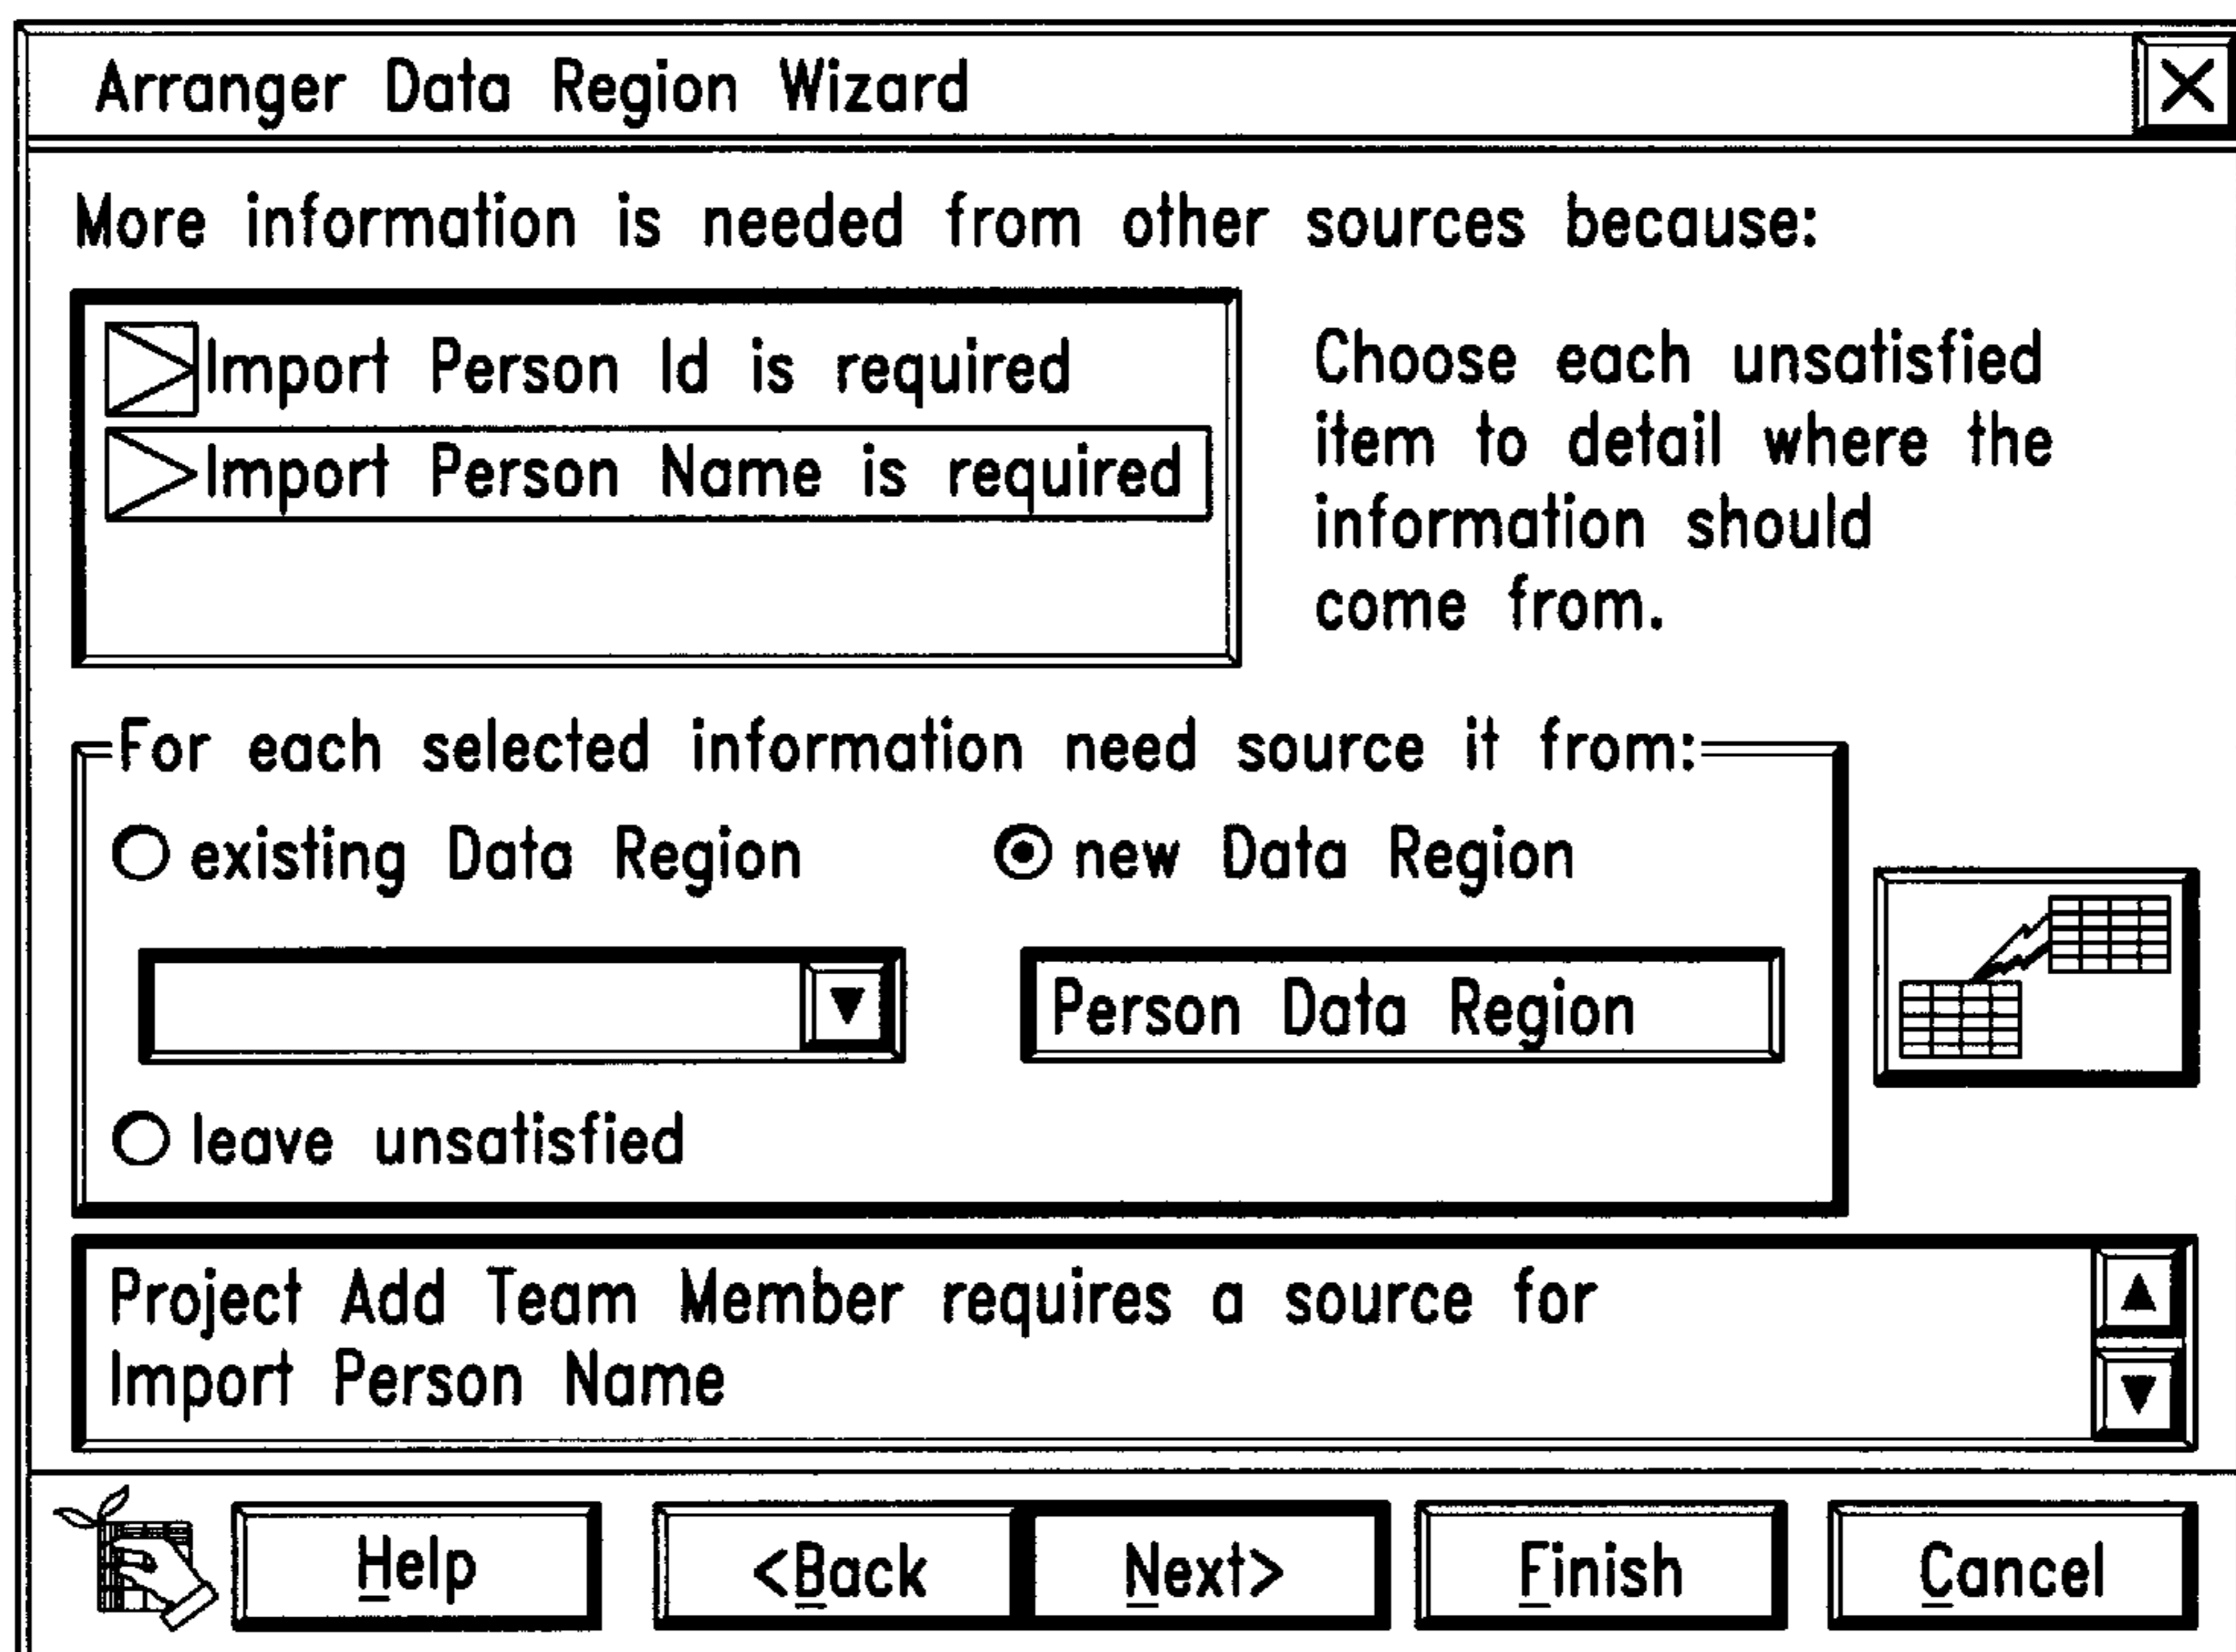 Arranger Data Region Wizard
More information is needed from other sources because:
Import Person Id is required
Import Person Name is required
Choose each unsatisfied
item to detail where the
information should
come from.
For each selected information need source it from:
existing Data Region
new Data Region
Person Data Region
leave unsatisfied
Project Add Team Member requires a source for
Import Person Name
Help
<Back
Next>
Finish
Cancel